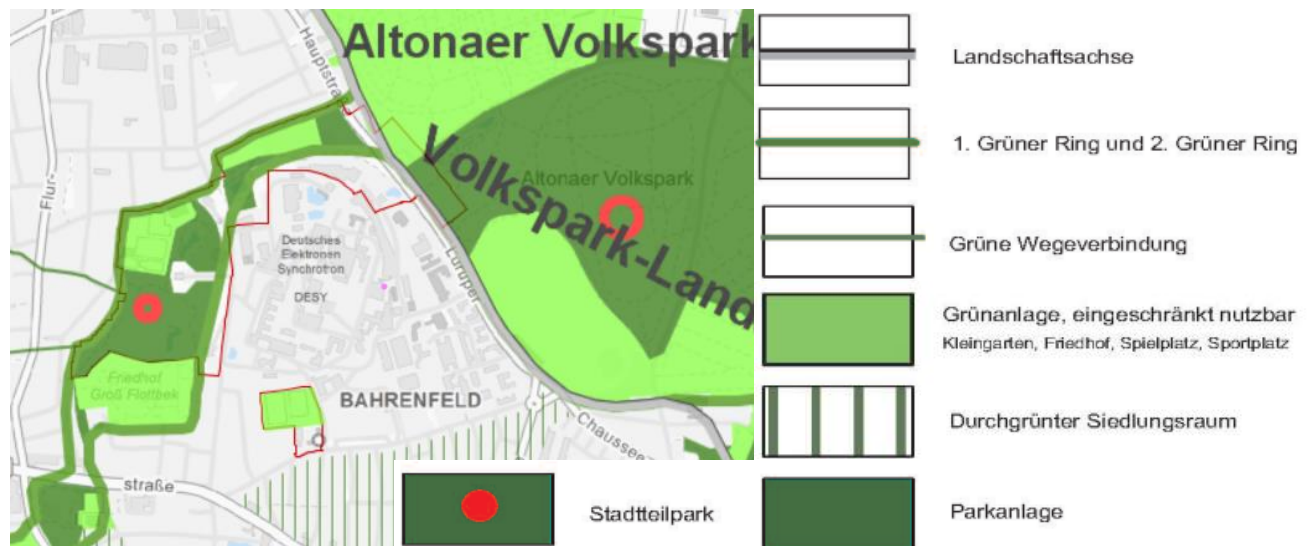 Altonaer Volkspark
Hauptstra
Volkspark-Land
Altonaer Volkspark
Flur-
Deutsches
Elektronen
Synchrotron
DESY
Luruper
Friedhof
Groß Flottbek
BAHRENFELD
Chaussee
straße
Stadtteilpark
Landschaftsachse
1. Grüner Ring und 2. Grüner Ring
Grüne Wegeverbindung
Grünanlage, eingeschränkt nutzbar
Kleingarten, Friedhof, Spielplatz, Sportplatz
Durchgrünter Siedlungsraum
Parkanlage